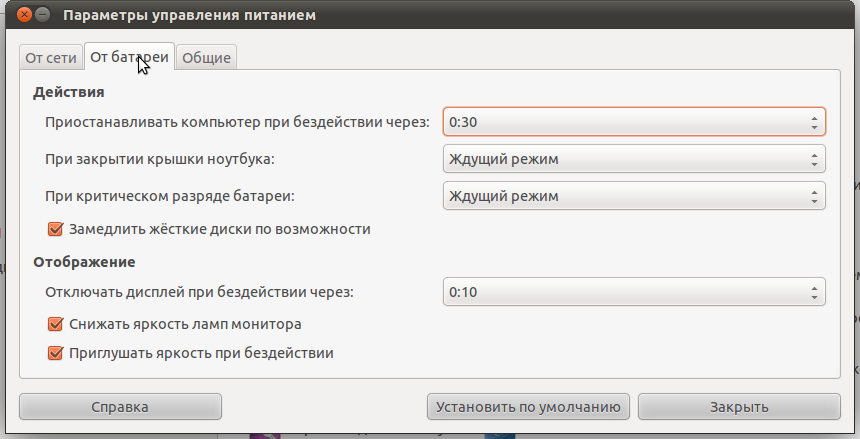 Параметры управления питанием
От сети От батареи Общие
Действия
Приостанавливать компьютер при бездействии через: 0:30
При закрытии крышки ноутбука: Ждущий режим
При критическом разряде батареи: Ждущий режим
Замедлить жёсткие диски по возможности
Отображение
Отключать дисплей при бездействии через: 0:10
Снижать яркость ламп монитора
Приглушать яркость при бездействии
Справка Установить по умолчанию Закрыть